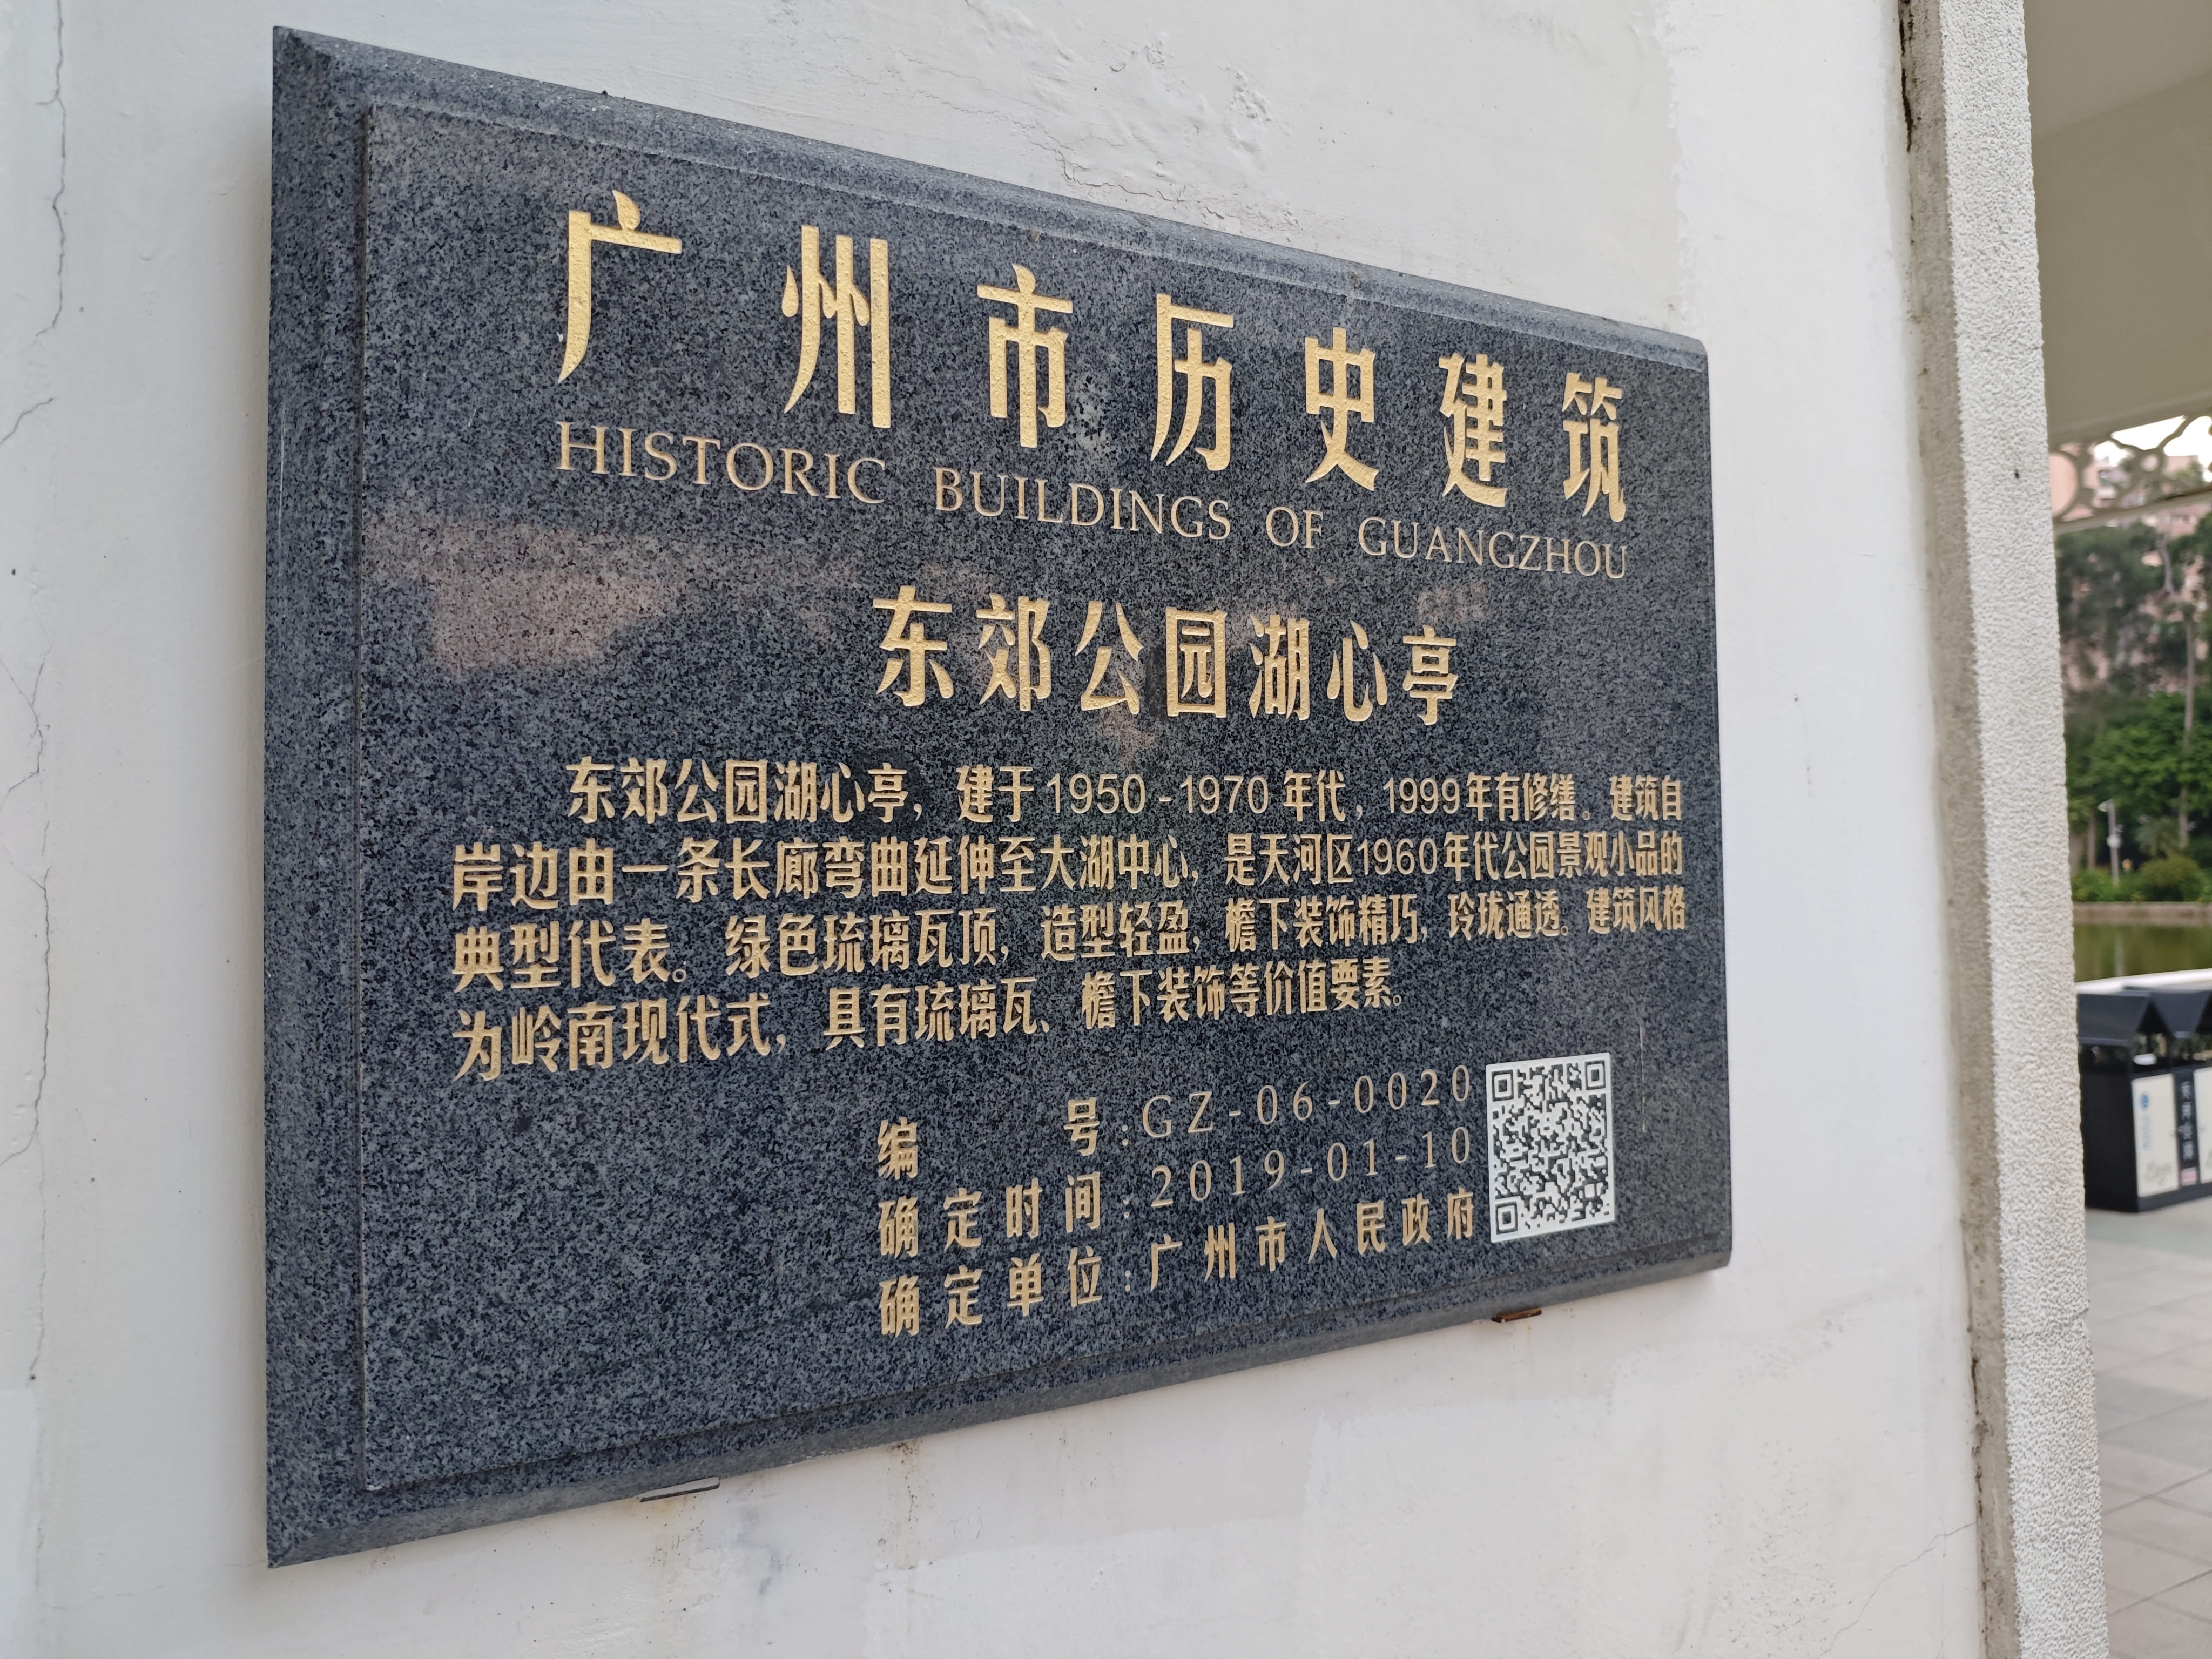 广州市历史建筑
HISTORIC BUILDINGS OF GUANGZHOU
东郊公园湖心亭
东郊公园湖心亭，建于1950-1970年代，1999年有修缮。建筑自
岸边由一条长廊弯曲延伸至大湖中心，是天河区1960年代公园景观小品的
典型代表。绿色琉璃瓦顶，造型轻盈，檐下装饰精巧，玲珑通透。建筑风格
为岭南现代式，具有琉璃瓦、檐下装饰等价值要素。
编号:GZ-06-0020
确定时间:2019-01-10
确定单位:广州市人民政府